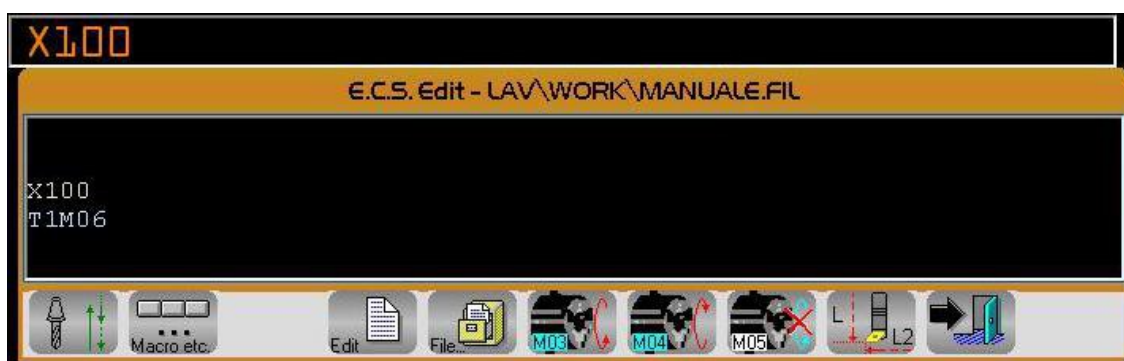 X100
E.C.S. Edit - LAV\WORK\MANUALE.FIL
X100
T1M06
Macro etc.
Edit
File...
M03
M04
M05
L
L2